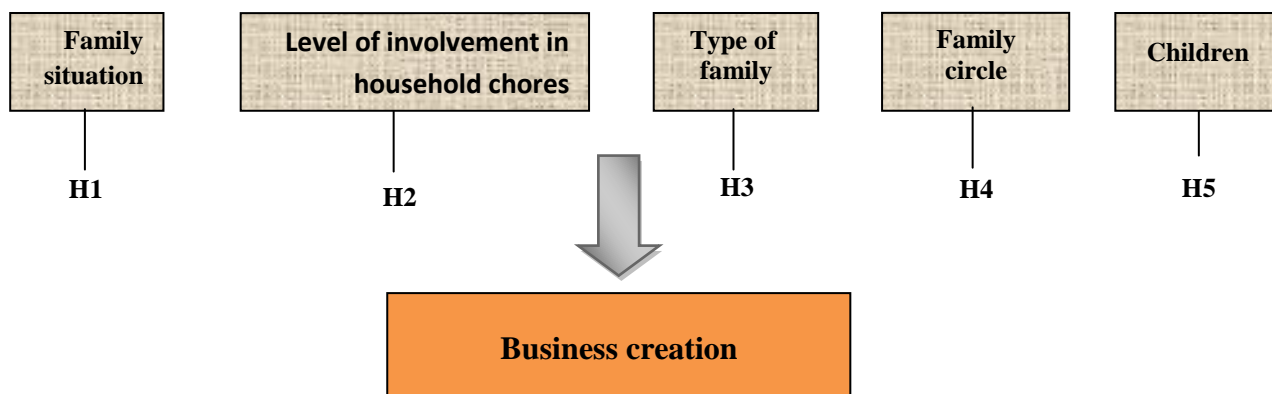 Family
situation
Level of involvement in
household chores
Type of
family
Family
circle
Children
H1
H2
H3
H4
H5
Business creation